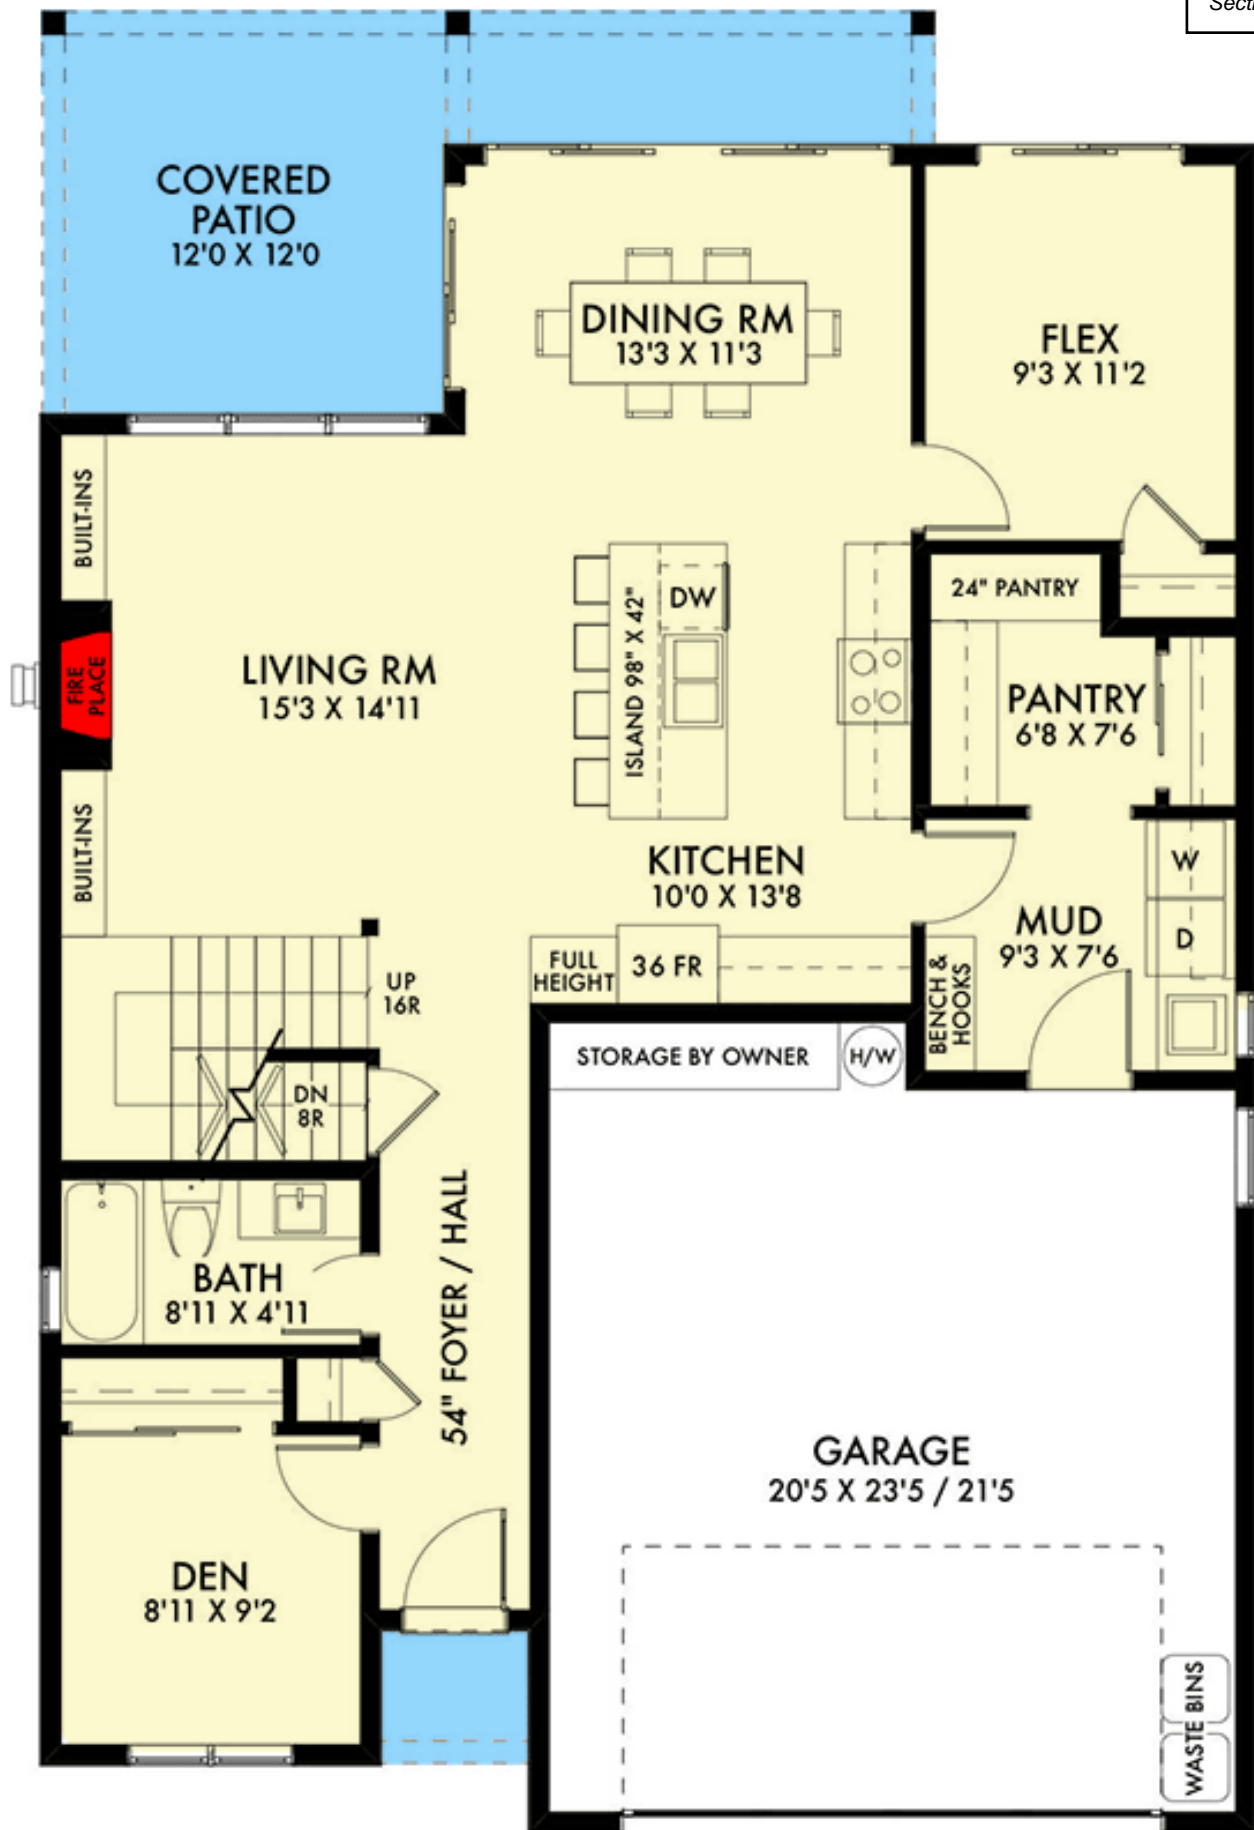 Secti
COVERED
PATIO
12'0 X 12'0
DINING RM
13'3 X 11'3
FLEX
9'3 X 11'2
BUILT-INS
DW
24" PANTRY
ISLAND 98" X 42"
FIRE
PLACE
LIVING RM
15'3 X 14'11
PANTRY
6'8 X 7'6
BUILT-INS
KITCHEN
10'0 X 13'8
W
D
MUD
9'3 X 7'6
FULL
HEIGHT
36 FR
BENCH &
HOOKS
UP
16R
STORAGE BY OWNER
H/W
DN
8R
54" FOYER / HALL
BATH
8'11 X 4'11
GARAGE
20'5 X 23'5 / 21'5
DEN
8'11 X 9'2
WASTE BINS